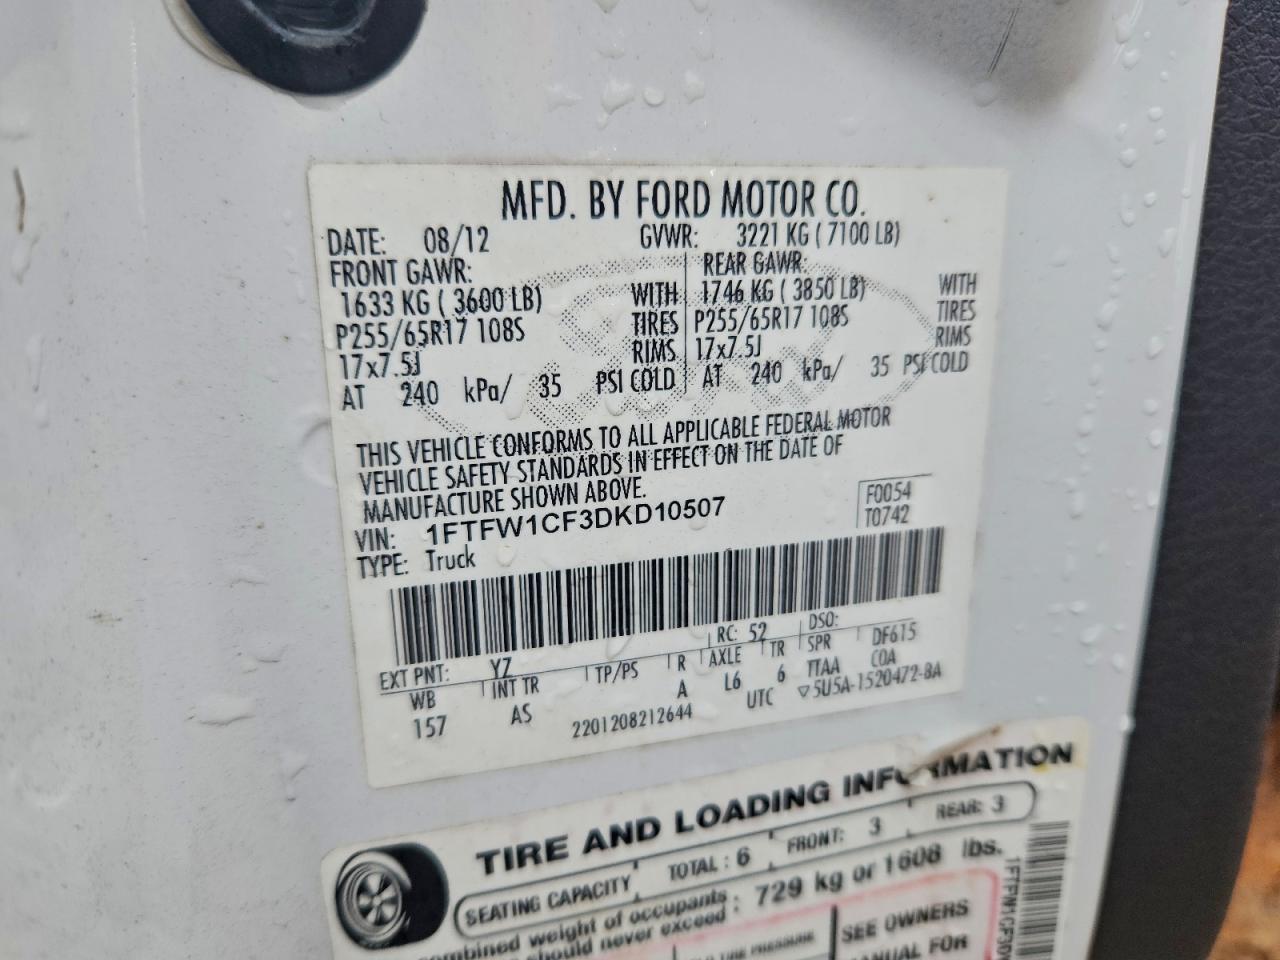 MFD. BY FORD MOTOR CO.
DATE: 08/12 GVWR: 3221 KG ( 7100 LB)
FRONT GAWR: REAR GAWR:
1633 KG ( 3600 LB) WITH 1746 KG ( 3850 LB) WITH
P255/65R17 108S TIRES P255/65R17 108S TIRES
17x7.5J RIMS 17x7.5J RIMS
AT 240 kPa/ 35 PSI COLD AT 240 kPa/ 35 PSI COLD
THIS VEHICLE CONFORMS TO ALL APPLICABLE FEDERAL MOTOR
VEHICLE SAFETY STANDARDS IN EFFECT ON THE DATE OF
MANUFACTURE SHOWN ABOVE.
VIN: 1FTFW1CF3DKD10507
F0054
T0742
TYPE: Truck
EXT PNT: YZ RC: 52 DSO:
WB INT TR TP/PS R AXLE TR SPR DF615
157 AS A L6 6 TTAA COA
2201208212644 UTC ▽5U5A-1520472-BA
TIRE AND LOADING INFORMATION
SEATING CAPACITY TOTAL : 6 FRONT: 3 REAR: 3
combined weight of occupants : 729 kg or 1608 lbs.
should never exceed
TIRE PRESSURE
SEE OWNERS
MANUAL FOR